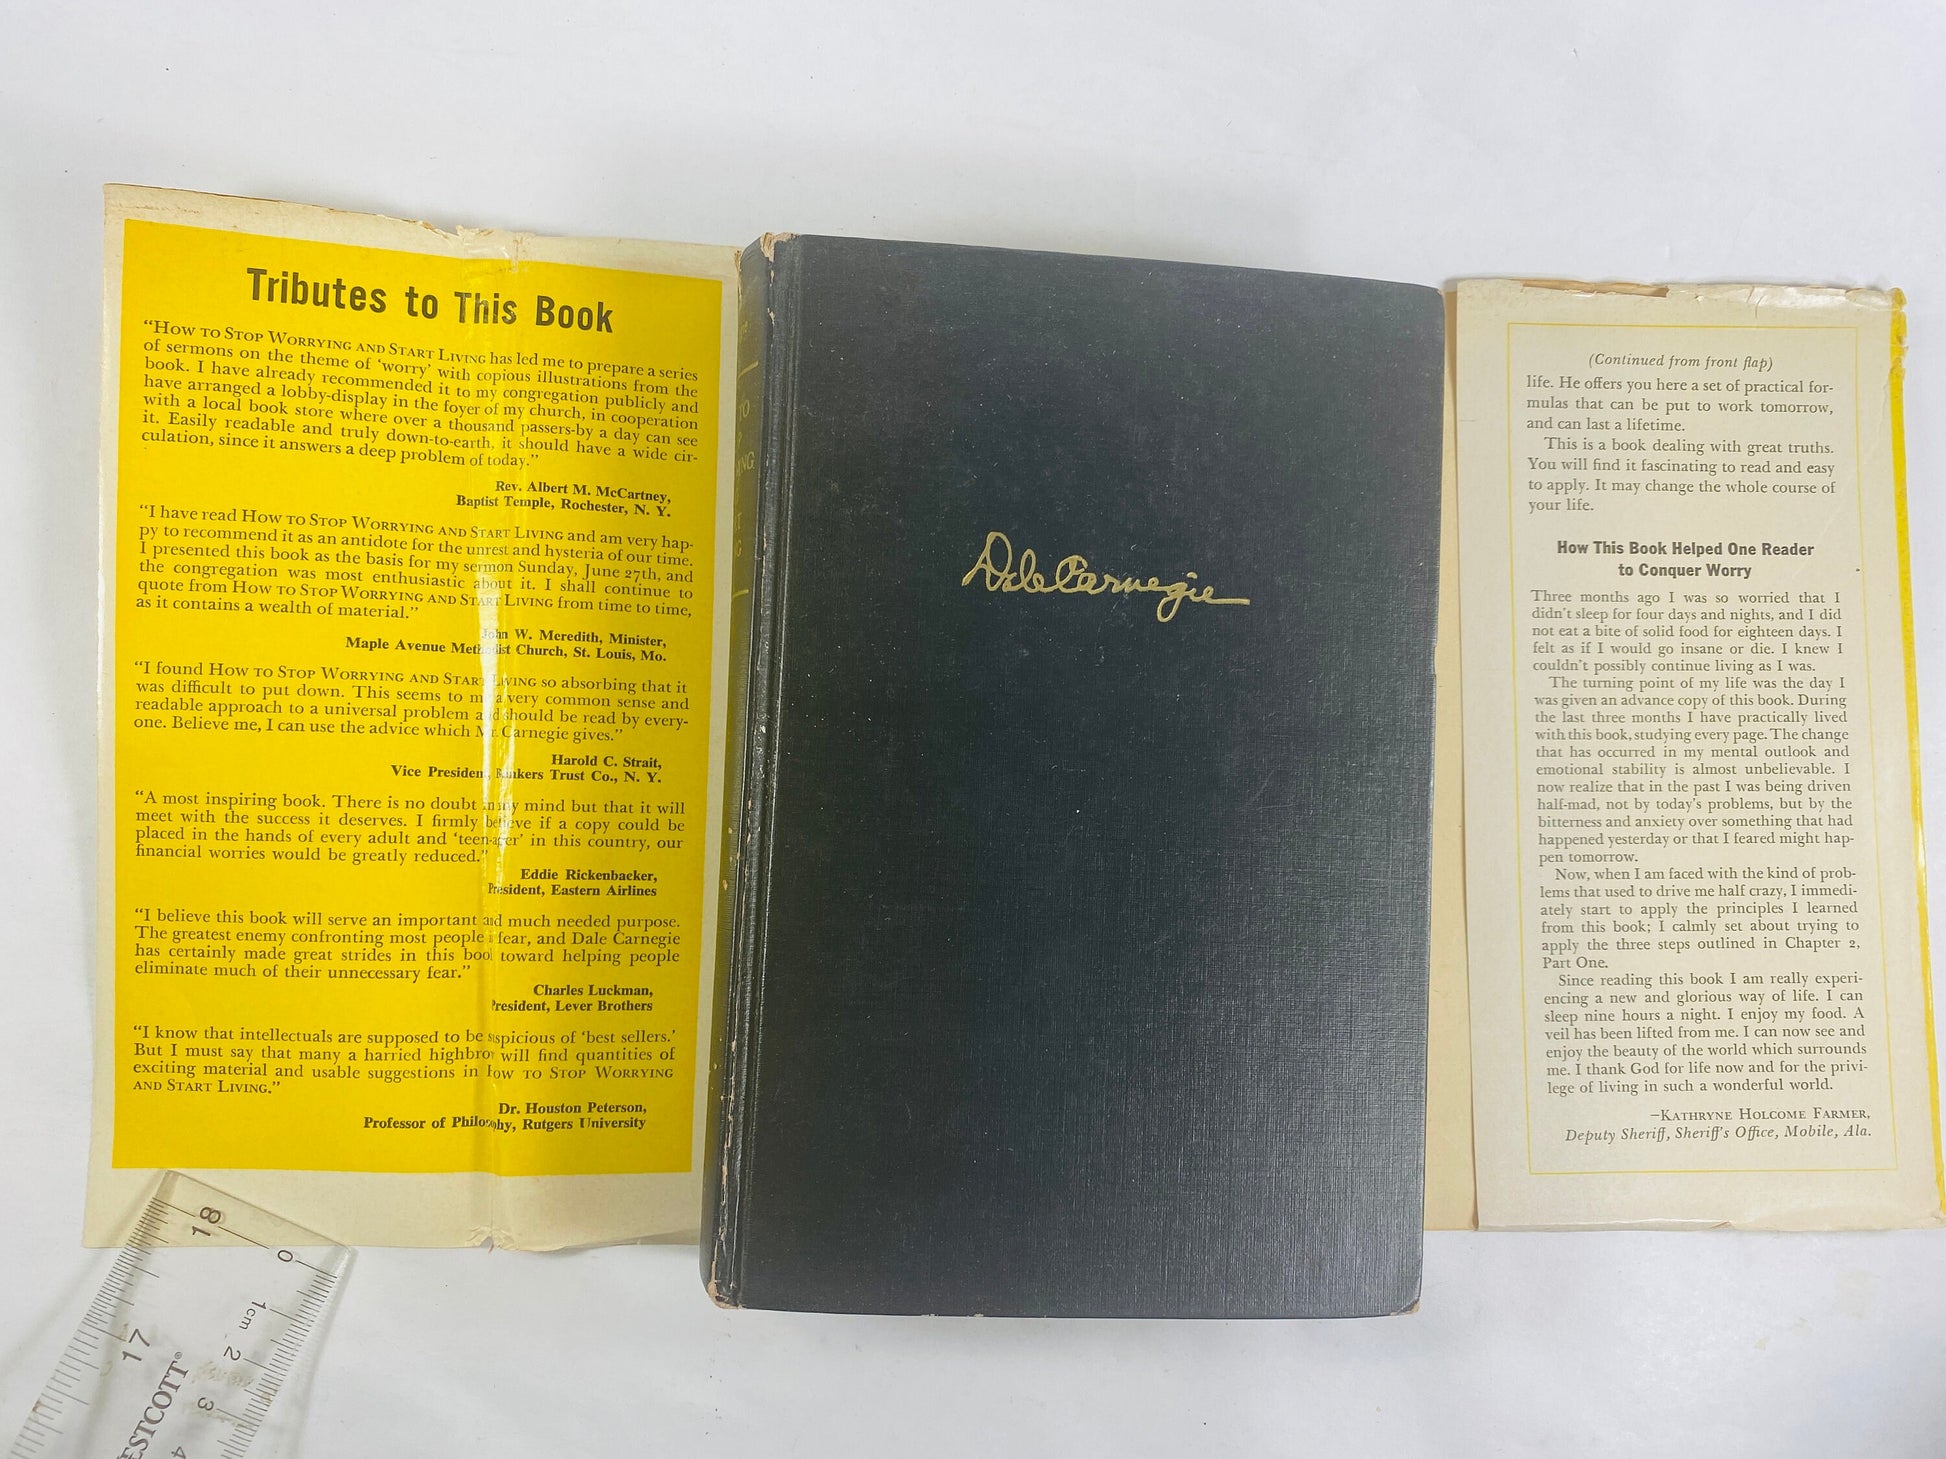 Tributes to This Book
“How to Stop Worrying and Start Living has led me to prepare a series
of sermons on the theme of ‘worry’ with copious illustrations from the
book. I have already recommended it to my congregation publicly and
have arranged a lobby-display in the foyer of my church, in cooperation
with a local book store where over a thousand passers-by a day can see
it. Easily readable and truly down-to-earth, it should have a wide cir-
culation, since it answers a deep problem of today.”
Rev. Albert M. McCartney,
Baptist Temple, Rochester, N. Y.
“I have read How to Stop Worrying and Start Living and am very hap-
py to recommend it as an antidote for the unrest and hysteria of our time.
I presented this book as the basis for my sermon Sunday, June 27th, and
the congregation was most enthusiastic about it. I shall continue to
quote from How to Stop Worrying and Start Living from time to time,
as it contains a wealth of material.”
John W. Meredith, Minister,
Maple Avenue Methodist Church, St. Louis, Mo.
“I found How to Stop Worrying and Start Living so absorbing that it
was difficult to put down. This seems to me a very common sense and
readable approach to a universal problem and should be read by every-
one. Believe me, I can use the advice which Mr. Carnegie gives.”
Harold C. Strait,
Vice President, Bankers Trust Co., N. Y.
“A most inspiring book. There is no doubt in my mind but that it will
meet with the success it deserves. I firmly believe if a copy could be
placed in the hands of every adult and ‘teen-ager’ in this country, our
financial worries would be greatly reduced.”
Eddie Rickenbacker,
President, Eastern Airlines
“I believe this book will serve an important and much needed purpose.
The greatest enemy confronting most people is fear, and Dale Carnegie
has certainly made great strides in this book toward helping people
eliminate much of their unnecessary fear.”
Charles Luckman,
President, Lever Brothers
“I know that intellectuals are supposed to be suspicious of ‘best sellers.’
But I must say that many a harried highbrow will find quantities of
exciting material and usable suggestions in How to Stop Worrying
and Start Living.”
Dr. Houston Peterson,
Professor of Philosophy, Rutgers University
Dale Carnegie
(Continued from front flap)
life. He offers you here a set of practical for-
mulas that can be put to work tomorrow,
and can last a lifetime.
This is a book dealing with great truths.
You will find it fascinating to read and easy
to apply. It may change the whole course of
your life.
How This Book Helped One Reader
to Conquer Worry
Three months ago I was so worried that I
didn't sleep for four days and nights, and I did
not eat a bite of solid food for eighteen days. I
felt as if I would go insane or die. I knew I
couldn't possibly continue living as I was.
The turning point of my life was the day I
was given an advance copy of this book. During
the last three months I have practically lived
with this book, studying every page. The change
that has occurred in my mental outlook and
emotional stability is almost unbelievable. I
now realize that in the past I was being driven
half-mad, not by today's problems, but by the
bitterness and anxiety over something that had
happened yesterday or that I feared might hap-
pen tomorrow.
Now, when I am faced with the kind of prob-
lems that used to drive me half crazy, I immedi-
ately start to apply the principles I learned
from this book; I calmly set about trying to
apply the three steps outlined in Chapter 2,
Part One.
Since reading this book I am really experi-
encing a new and glorious way of life. I can
sleep nine hours a night. I enjoy my food. A
veil has been lifted from me. I can now see and
enjoy the beauty of the world which surrounds
me. I thank God for life now and for the privi-
lege of living in such a wonderful world.
—Kathryne Holcome Farmer,
Deputy Sheriff, Sheriff's Office, Mobile, Ala.
18
17
0
1cm
2
3
4
ESTCOTT®